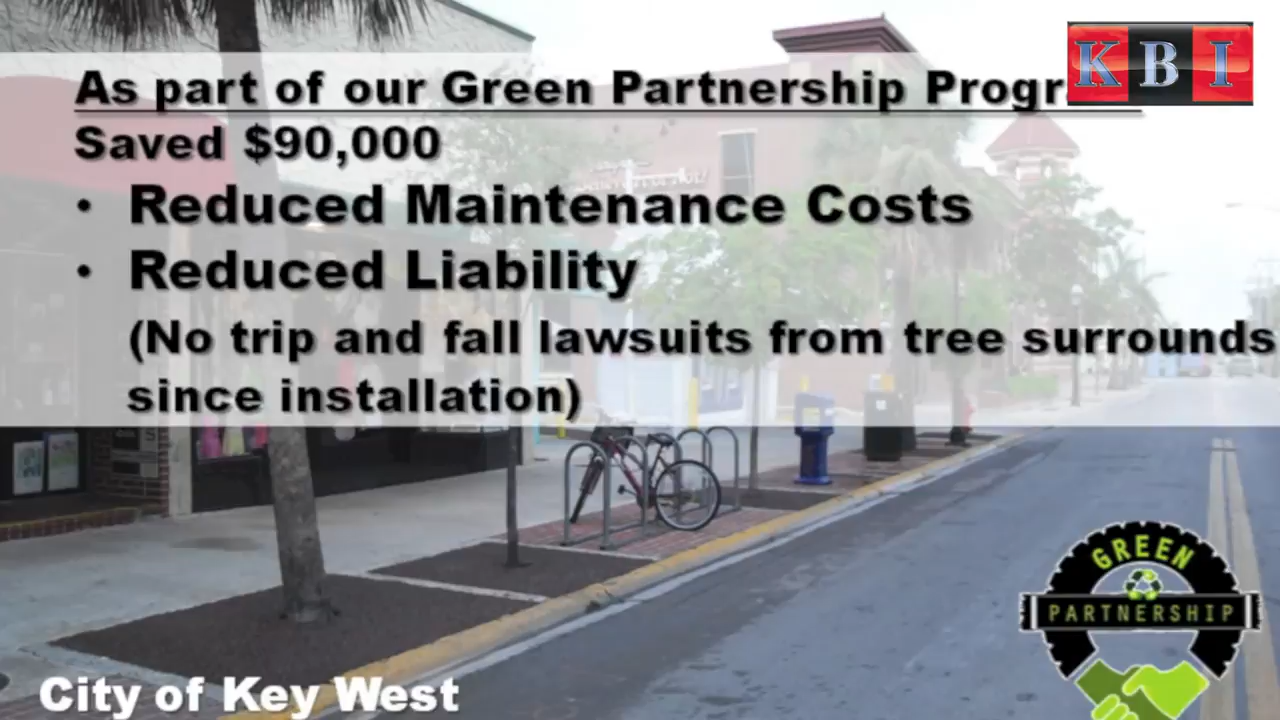 As part of our Green Partnership Progr
KBI
Saved $90,000
• Reduced Maintenance Costs
• Reduced Liability
(No trip and fall lawsuits from tree surrounds
since installation)
GREEN
PARTNERSHIP
City of Key West